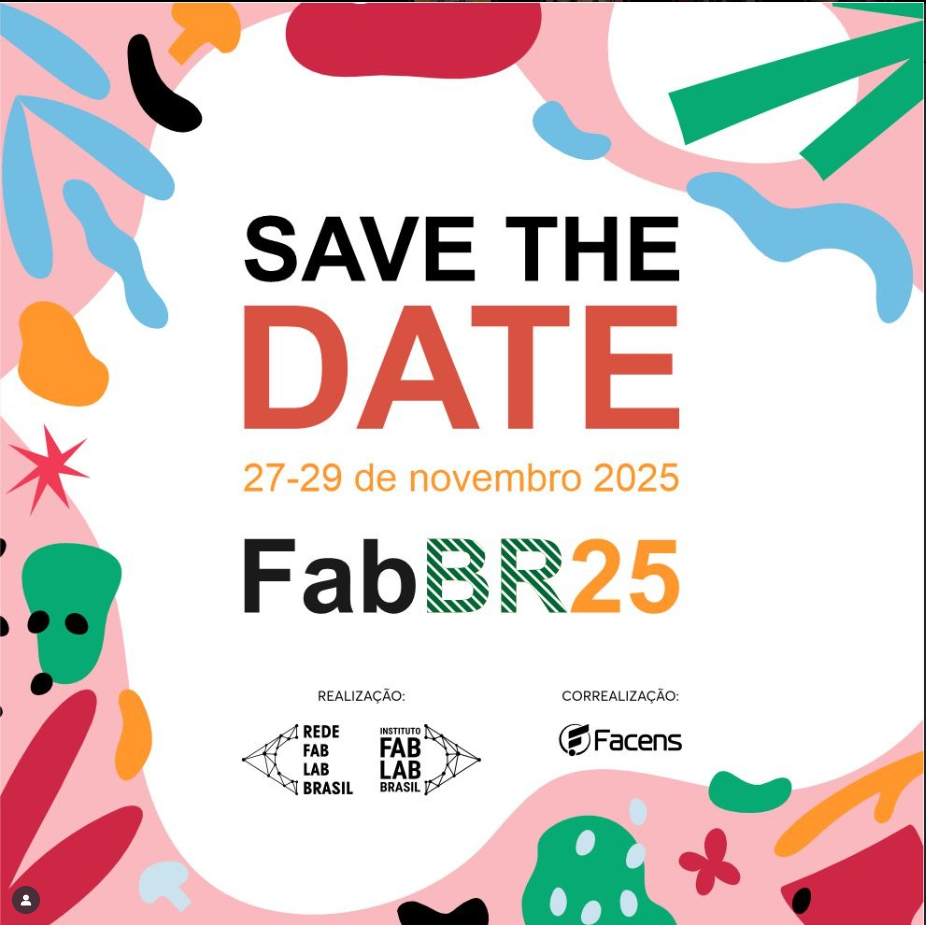 SAVE THE
DATE
27-29 de novembro 2025
FabBR25
REALIZAÇÃO:
REDE
FAB
LAB
BRASIL
INSTITUTO
FAB
LAB
BRASIL
CORREALIZAÇÃO:
Facens